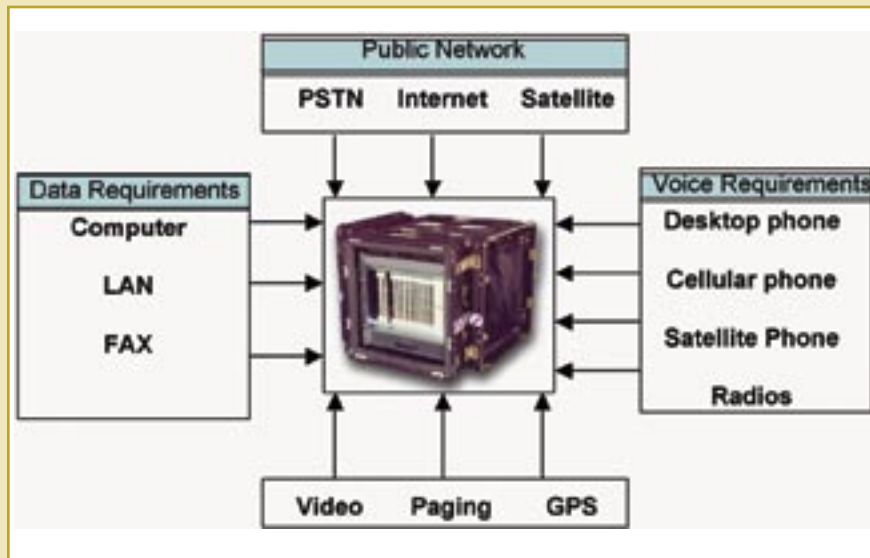 Public Network
PSTN Internet Satellite
Data Requirements
Computer
LAN
FAX
Voice Requirements
Desktop phone
Cellular phone
Satellite Phone
Radios
Video Paging GPS